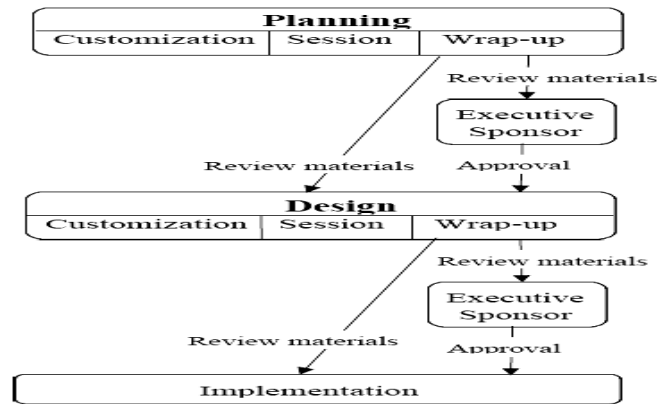 Planning
Customization Session Wrap-up
Review materials
Executive
Sponsor
Review materials Approval
Design
Customization Session Wrap-up
Review materials
Executive
Sponsor
Review materials Approval
Implementation